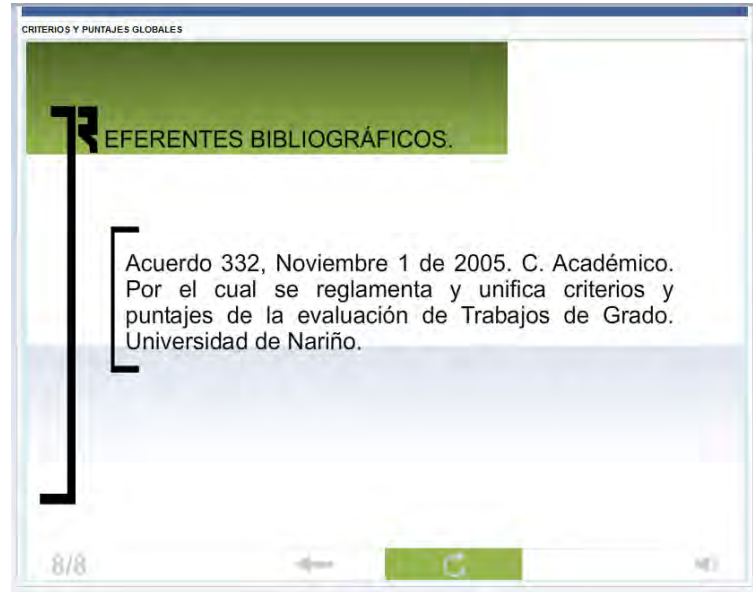 CRITERIOS Y PUNTAJES GLOBALES
REFERENTES BIBLIOGRÁFICOS.
Acuerdo 332, Noviembre 1 de 2005. C. Académico.
Por el cual se reglamenta y unifica criterios y
puntajes de la evaluación de Trabajos de Grado.
Universidad de Nariño.
8/8